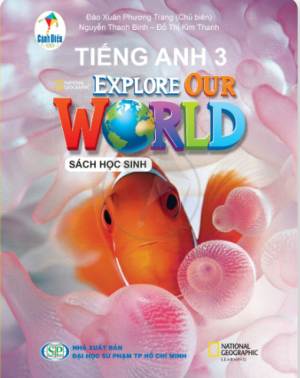 Cánh Diều
Đào Xuân Phương Trang (Chủ biên)
Nguyễn Thanh Bình – Đỗ Thị Kim Thanh
TIẾNG ANH 3
NATIONAL GEOGRAPHIC
EXPLORE OUR
WORLD
SÁCH HỌC SINH
NHÀ XUẤT BẢN
ĐẠI HỌC SƯ PHẠM TP HỒ CHÍ MINH
NATIONAL
GEOGRAPHIC
LEARNING